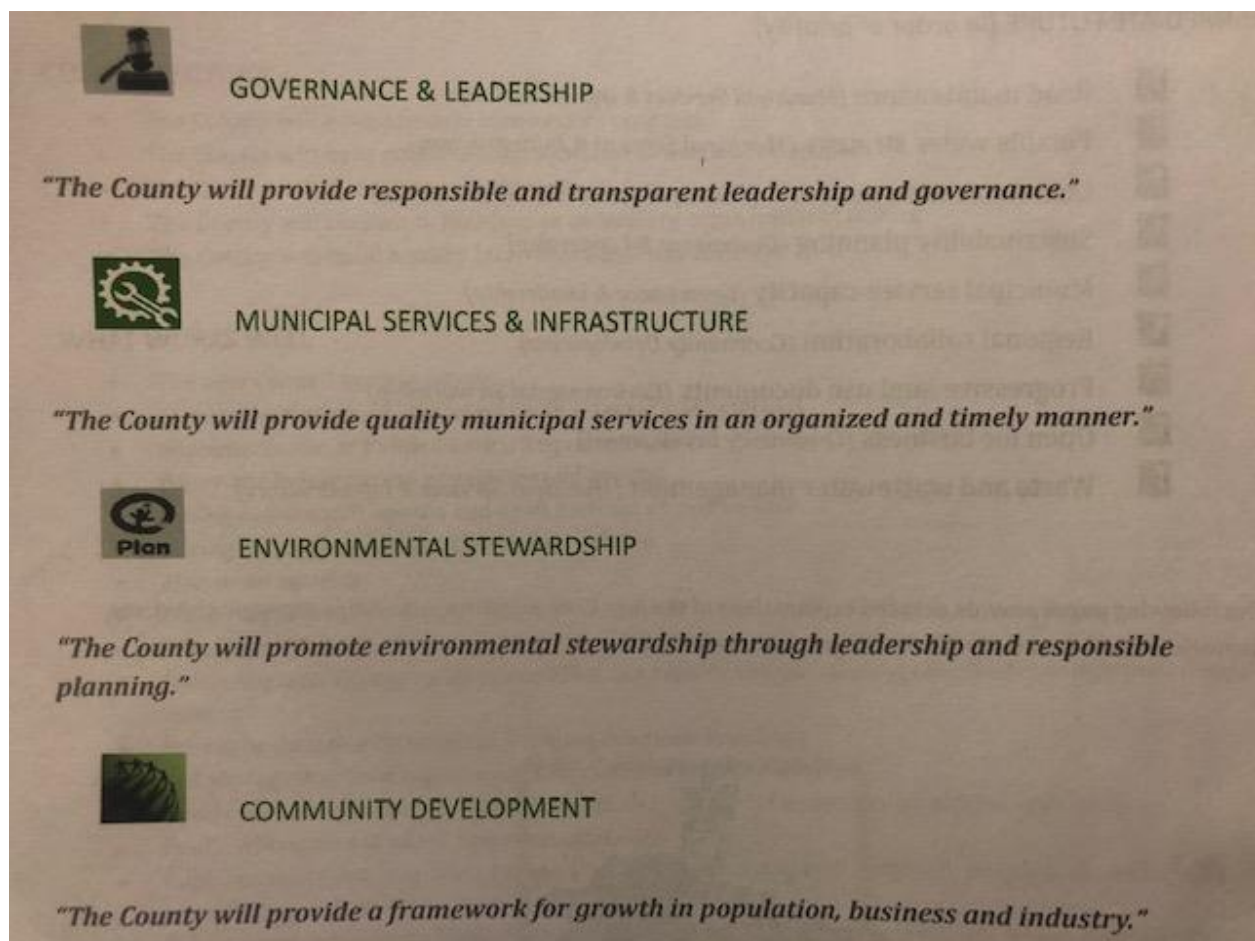 GOVERNANCE & LEADERSHIP
"The County will provide responsible and transparent leadership and governance."
MUNICIPAL SERVICES & INFRASTRUCTURE
"The County will provide quality municipal services in an organized and timely manner."
Plan
ENVIRONMENTAL STEWARDSHIP
"The County will promote environmental stewardship through leadership and responsible
planning."
COMMUNITY DEVELOPMENT
"The County will provide a framework for growth in population, business and industry."